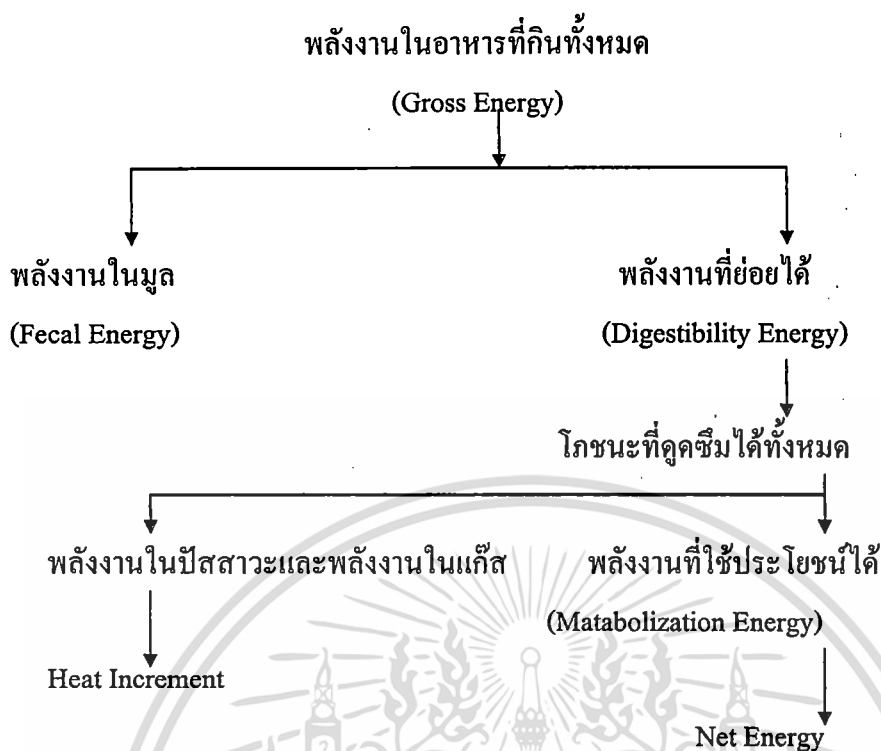 พลังงานในอาหารที่กินทั้งหมด
(Gross Energy)
พลังงานในมูล
พลังงานที่ย่อยได้
(Fecal Energy)
(Digestibility Energy)
โภชนะที่ดูดซึมได้ทั้งหมด
พลังงานในปัสสาวะและพลังงานในแก๊ส
พลังงานที่ใช้ประโยชน์ได้
(Matabolization Energy)
Heat Increment
Net Energy